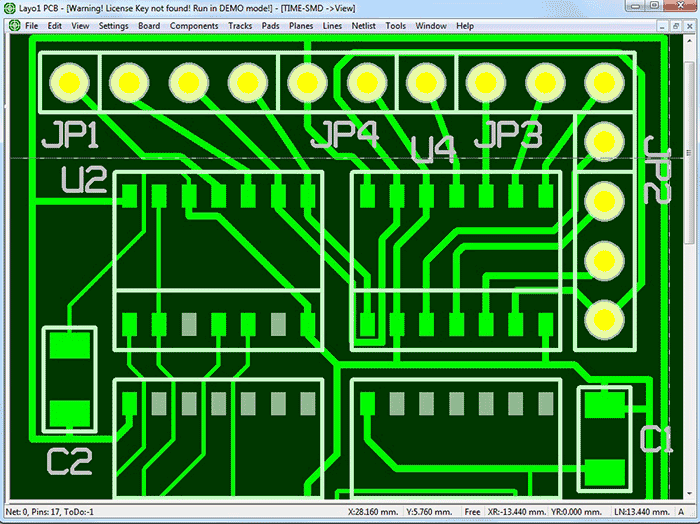 Layo1 PCB - [Warning! License Key not found! Run in DEMO mode!] - [TIME-SMD ->View]
File Edit Settings View Board Components Tracks Pads Planes Lines Netlist Tools Window Help
JP1 JP4 U4 JP3 JP2
U2
C2 C1
Net: 0, Pins: 17, ToDo:-1 X:28.160 mm. Y:5.760 mm. Free XR:-13.440 mm. YR:0.000 mm. LN:13.440 mm. A